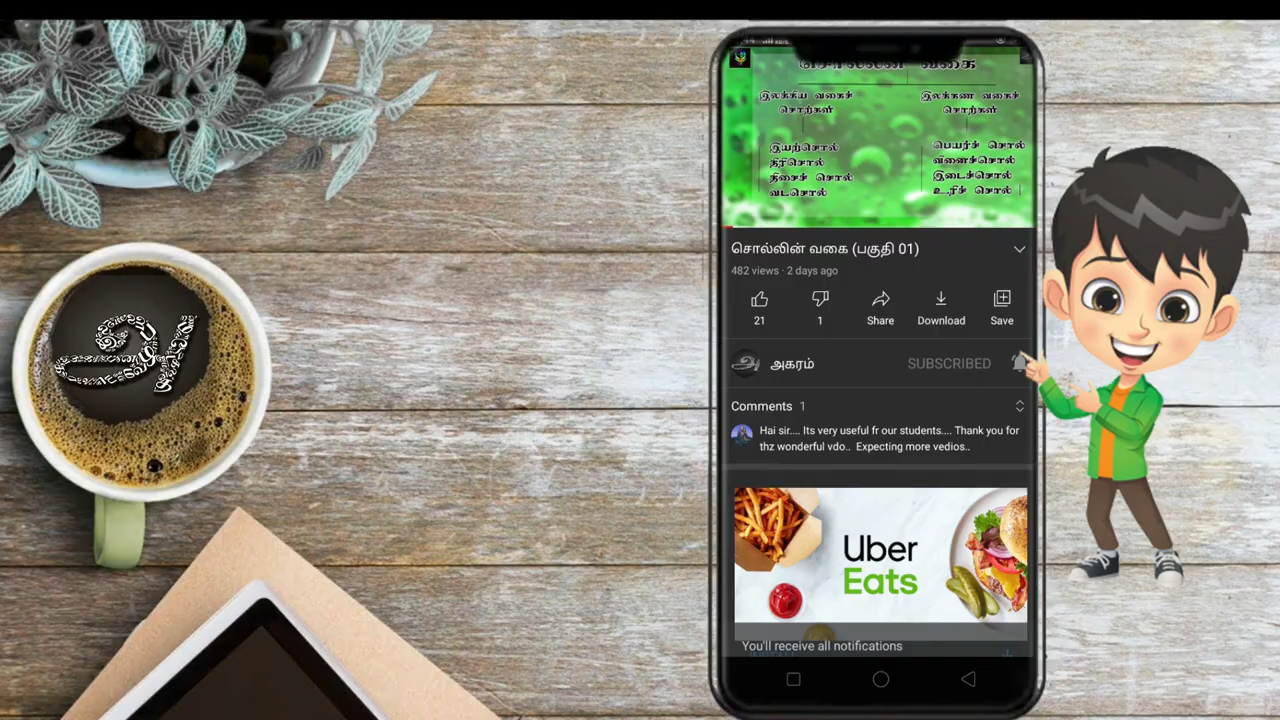 சொல்லின் வகை
இலக்கிய வகைச் சொற்கள்
இலக்கண வகைச் சொற்கள்
இயற்சொல்
திரிசொல்
திசைச் சொல்
வடசொல்
பெயர்ச் சொல்
வினைச்சொல்
இடைச்சொல்
உரிச் சொல்
சொல்லின் வகை (பகுதி 01)
482 views · 2 days ago
21
1
Share
Download
Save
அகரம்
SUBSCRIBED
Comments 1
Hai sir.... Its very useful fr our students.... Thank you for
thz wonderful vdo.. Expecting more vedios..
Uber
Eats
You'll receive all notifications